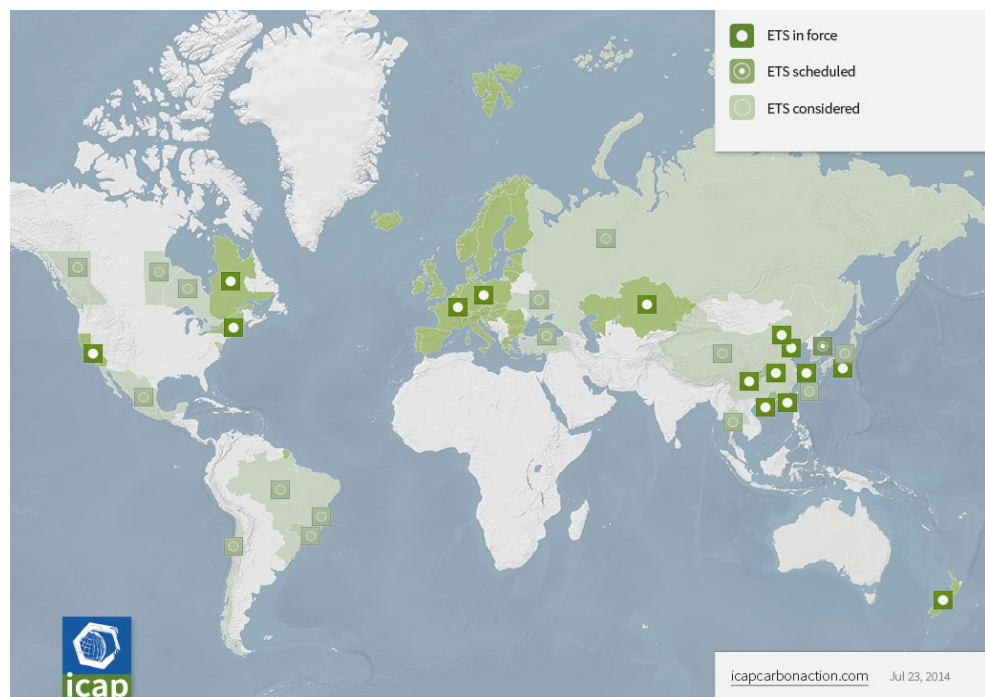 ETS in force
ETS scheduled
ETS considered
icap
icapcarbonaction.com Jul 23, 2014